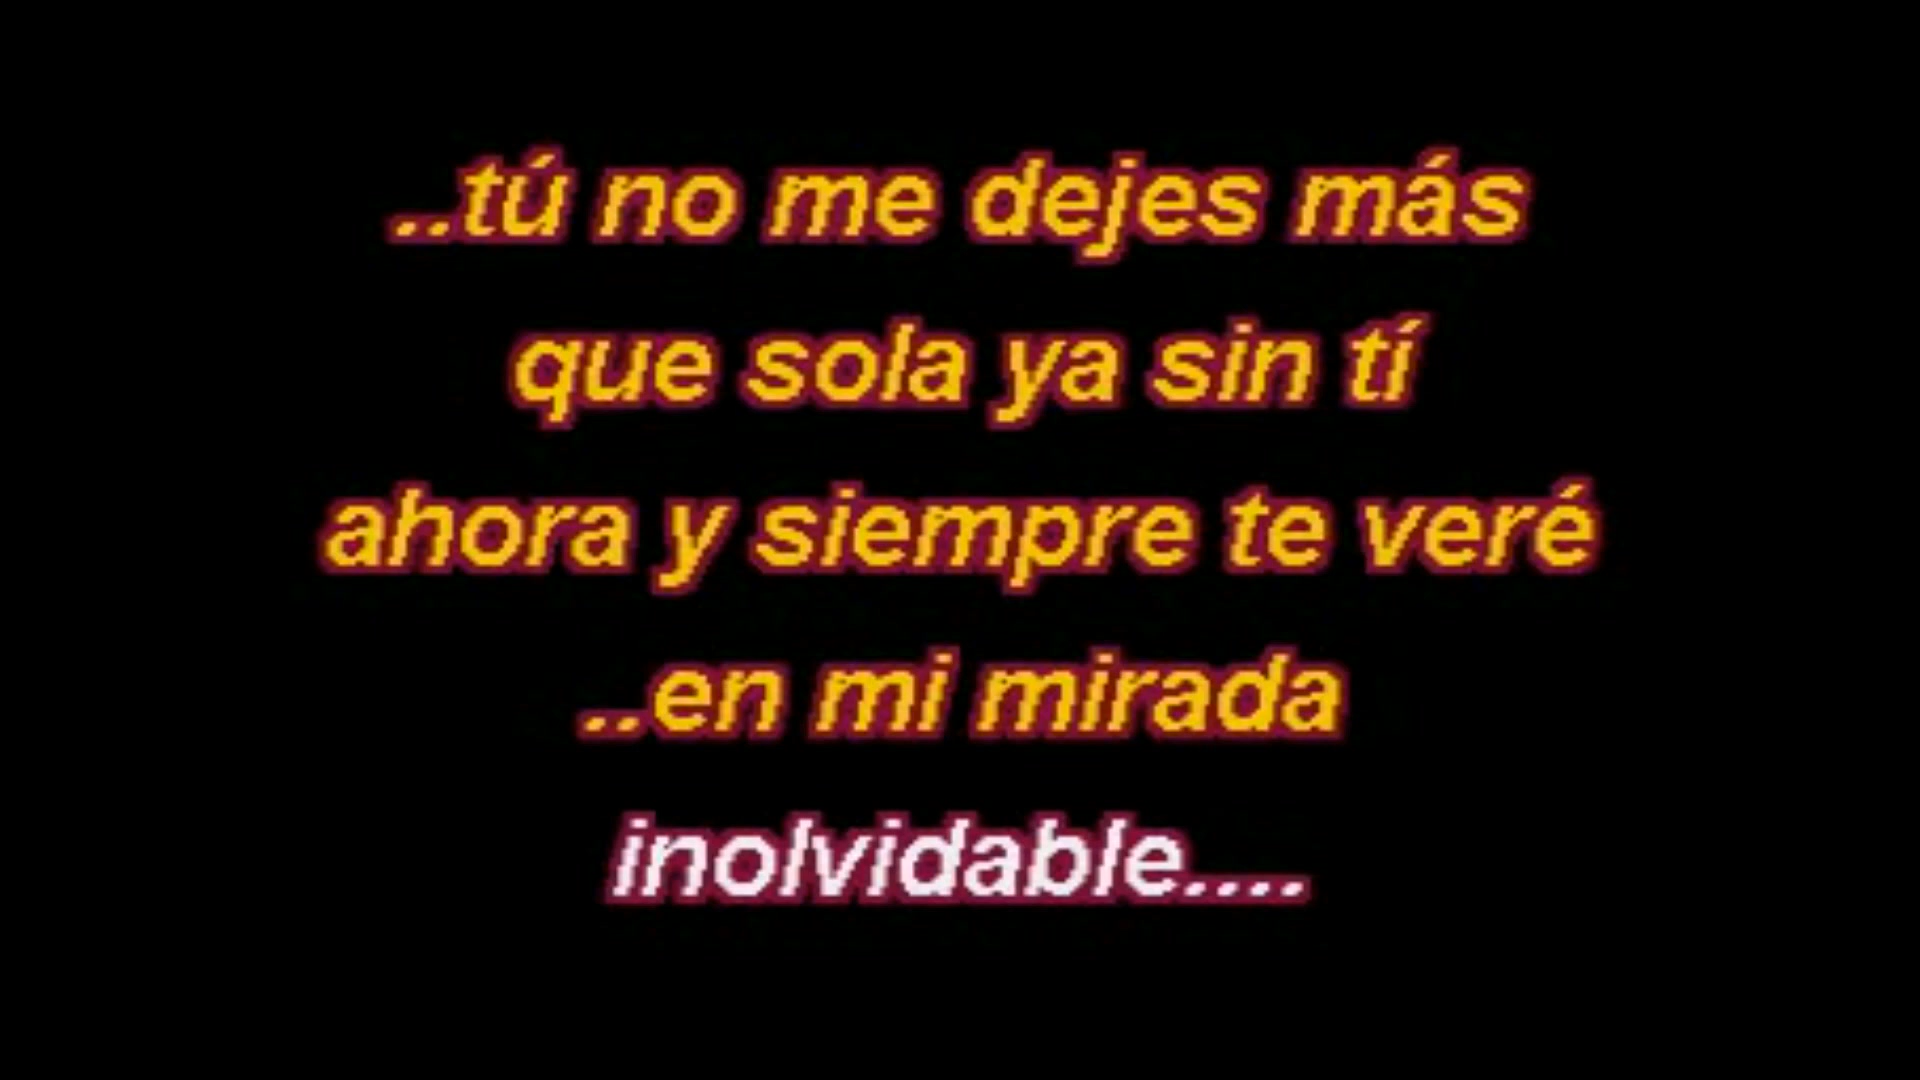 ..tú no me dejes más
que sola ya sin tí
ahora y siempre te veré
..en mi mirada
inolvidable....